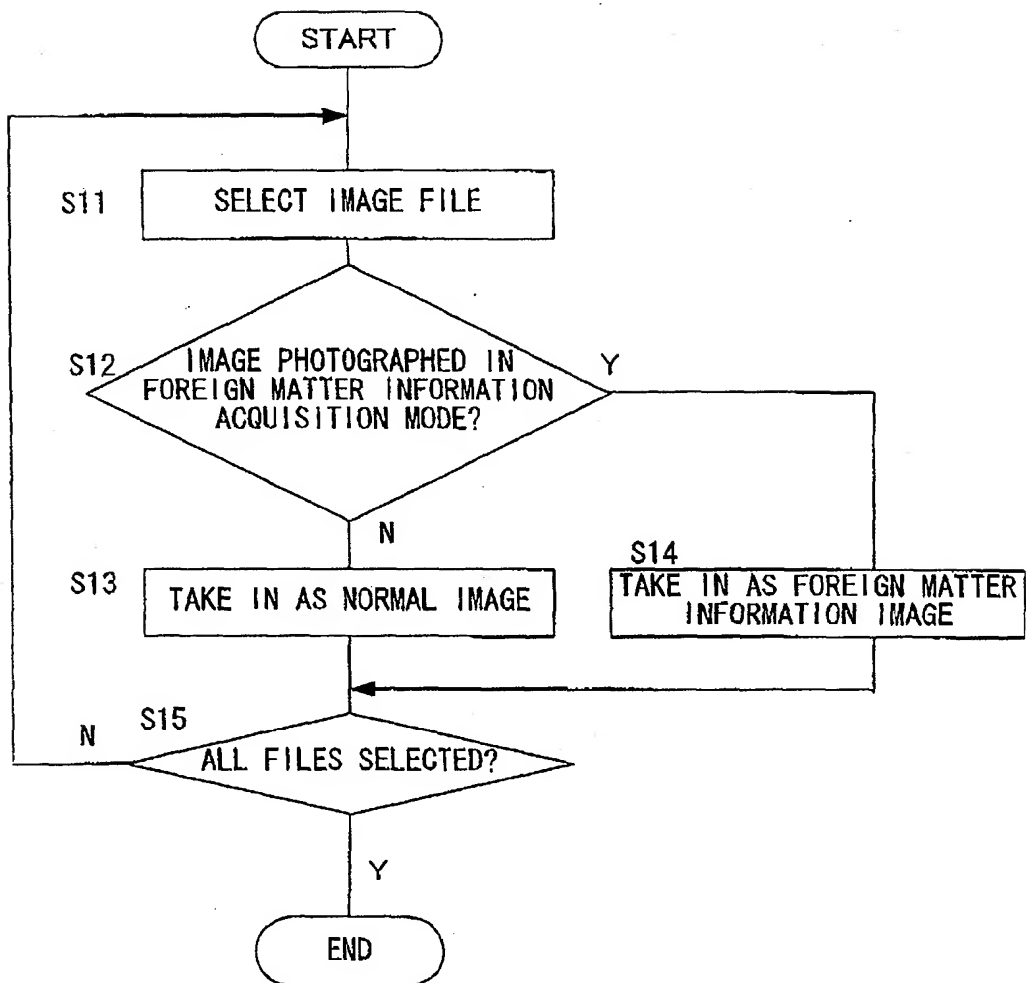 START
S11
SELECT IMAGE FILE
S12
IMAGE PHOTOGRAPHED IN
FOREIGN MATTER INFORMATION
ACQUISITION MODE?
Y
N
S13
TAKE IN AS NORMAL IMAGE
S14
TAKE IN AS FOREIGN MATTER
INFORMATION IMAGE
S15
N
ALL FILES SELECTED?
Y
END